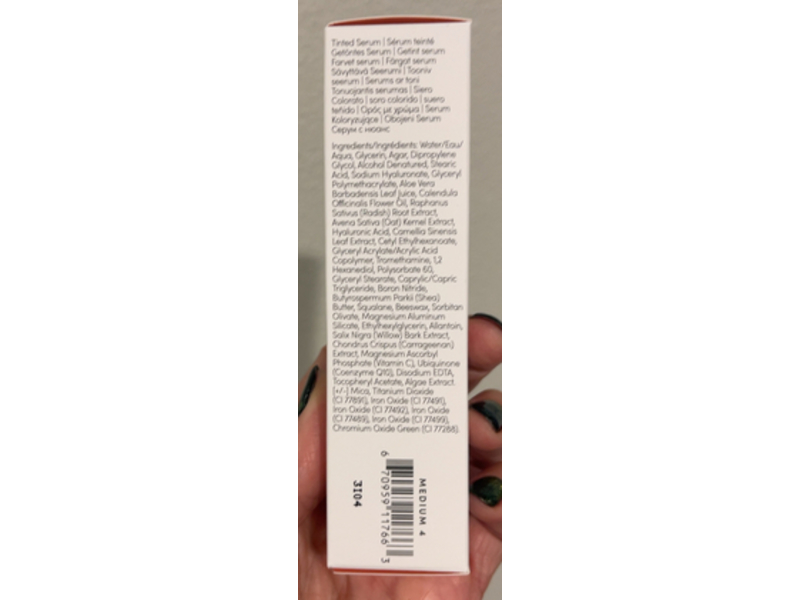 Tinted Serum | Sérum teinté
Getöntes Serum | Getint serum
Farvet serum | Färgat serum
Sävyttävä Seerumi | Tooniv
seerum | Serums ar toni
Tonuojantis serumas | Siero
Colorato | soro colorido | suero
teñido | Ορός με χρώμα | Serum
Koloryzujące | Obojeni Serum
Серум с нюанс
Ingredients/Ingrédients: Water/Eau/
Aqua, Glycerin, Agar, Dipropylene
Glycol, Alcohol Denatured, Stearic
Acid, Sodium Hyaluronate, Glyceryl
Polymethacrylate, Aloe Vera
Barbadensis Leaf Juice, Calendula
Officinalis Flower Oil, Raphanus
Sativus (Radish) Root Extract,
Avena Sativa (Oat) Kernel Extract,
Hyaluronic Acid, Camellia Sinensis
Leaf Extract, Cetyl Ethylhexanoate,
Glyceryl Acrylate/Acrylic Acid
Copolymer, Tromethamine, 1,2
Hexanediol, Polysorbate 60,
Glyceryl Stearate, Caprylic/Capric
Triglyceride, Boron Nitride,
Butyrospermum Parkii (Shea)
Butter, Squalane, Beeswax, Sorbitan
Olivate, Magnesium Aluminum
Silicate, Ethylhexylglycerin, Allantoin,
Salix Nigra (Willow) Bark Extract,
Chondrus Crispus (Carrageenan)
Extract, Magnesium Ascorbyl
Phosphate (Vitamin C), Ubiquinone
(Coenzyme Q10), Disodium EDTA,
Tocopheryl Acetate, Algae Extract
(+/-) Mica, Titanium Dioxide
(CI 77891), Iron Oxide (CI 77491),
Iron Oxide (CI 77492), Iron Oxide
(CI 77489), Iron Oxide (CI 77499),
Chromium Oxide Green (CI 77288).
MEDIUM 4
6 70959 11766 3
3104